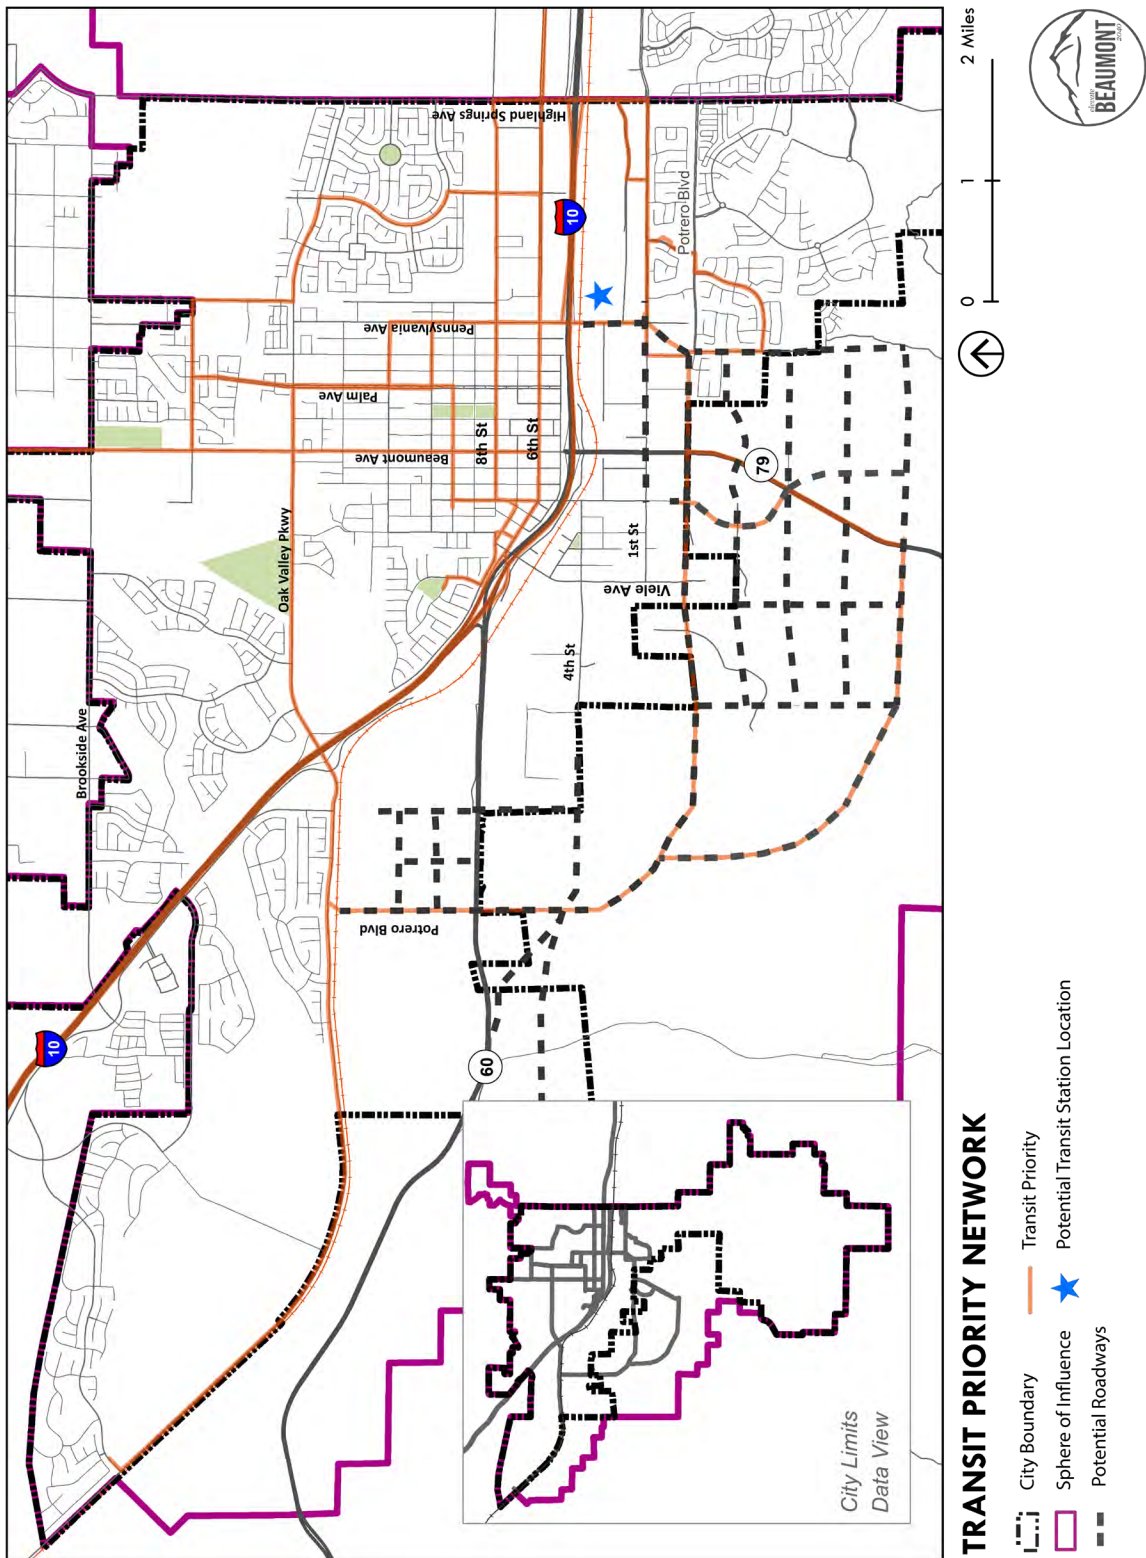 Brookside Ave
10
Oak Valley Pkwy
Beaumont Ave
Palm Ave
Pennsylvania Ave
Highland Springs Ave
8th St
6th St
10
Potrero Blvd
60
4th St
Viele Ave
1st St
79
Potrero Blvd
City Limits
Data View
TRANSIT PRIORITY NETWORK
City Boundary
Sphere of Influence
Potential Roadways
Transit Priority
Potential Transit Station Location
0
1
2 Miles
elevate
BEAUMONT
2040